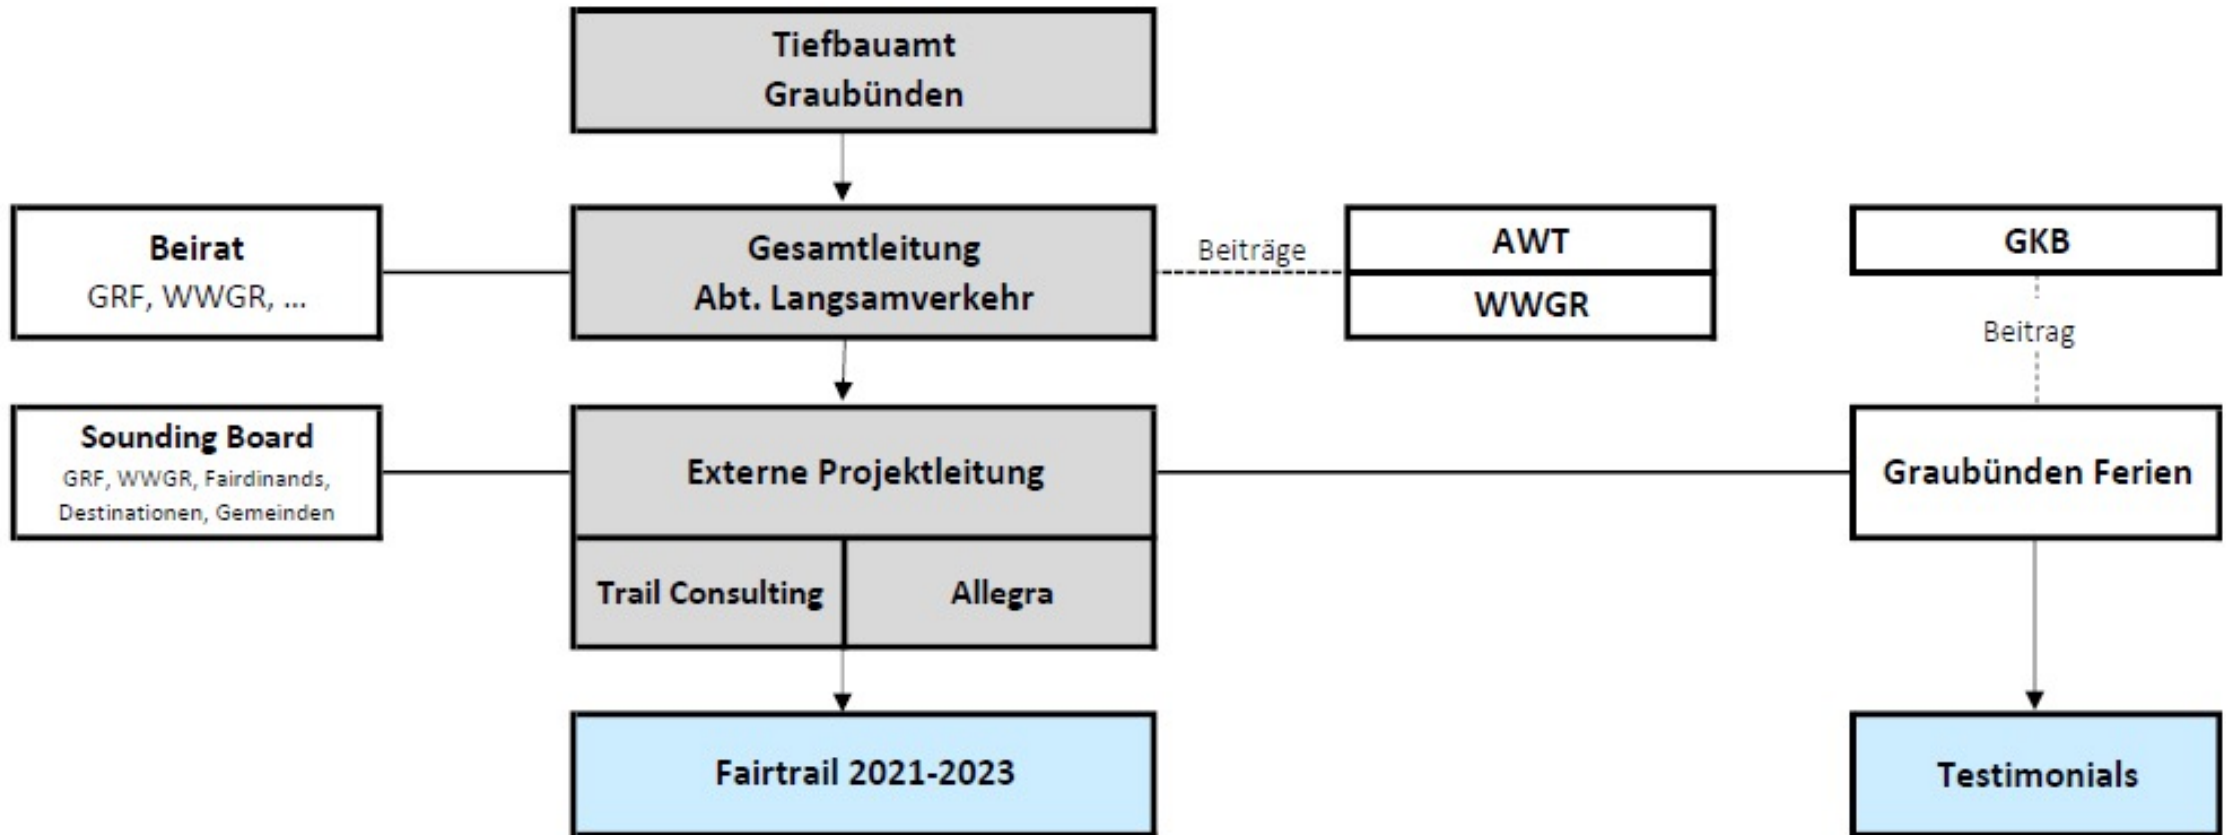 Tiefbauamt
Graubünden
Beirat
GRF, WWGR, ...
Gesamtleitung
Abt. Langsamverkehr
Beiträge
AWT
WWGR
GKB
Beitrag
Sounding Board
GRF, WWGR, Fairdinands,
Destinationen, Gemeinden
Externe Projektleitung
Graubünden Ferien
Trail Consulting
Allegra
Fairtrail 2021-2023
Testimonials